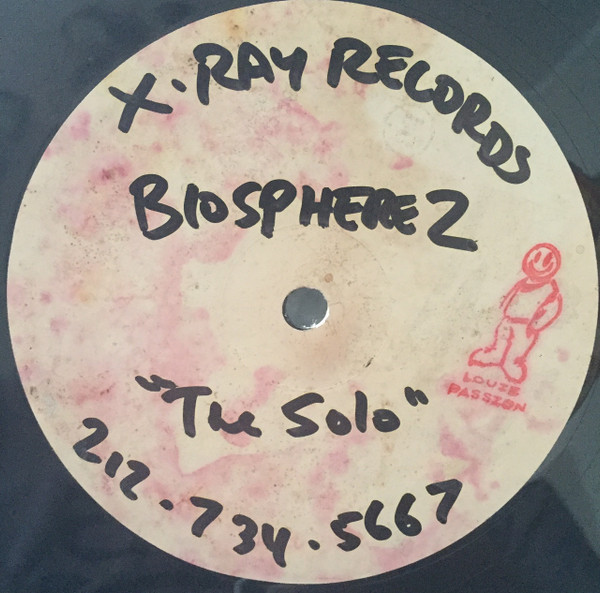 X·RAY RECORDS
BIOSPHERE 2
"The Solo"
LOUIE
PASSION
212·734·5667